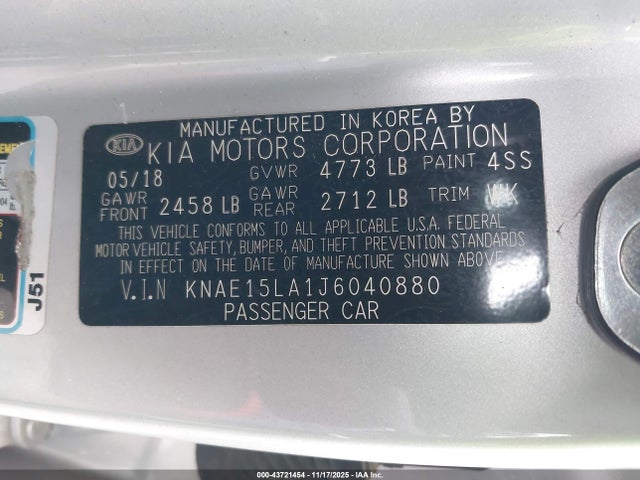 MANUFACTURED IN KOREA BY
KIA KIA MOTORS CORPORATION
05/18 GVWR 4773 LB PAINT 4SS
GAWR FRONT 2458 LB GAWR REAR 2712 LB TRIM WK
THIS VEHICLE CONFORMS TO ALL APPLICABLE U.S.A. FEDERAL
MOTOR VEHICLE SAFETY, BUMPER, AND THEFT PREVENTION STANDARDS
IN EFFECT ON THE DATE OF MANUFACTURE SHOWN ABOVE.
V.I.N KNAE15LA1J6040880
PASSENGER CAR
J51
000-43721454 | 11/17/2025 - IAA Inc. Copyright